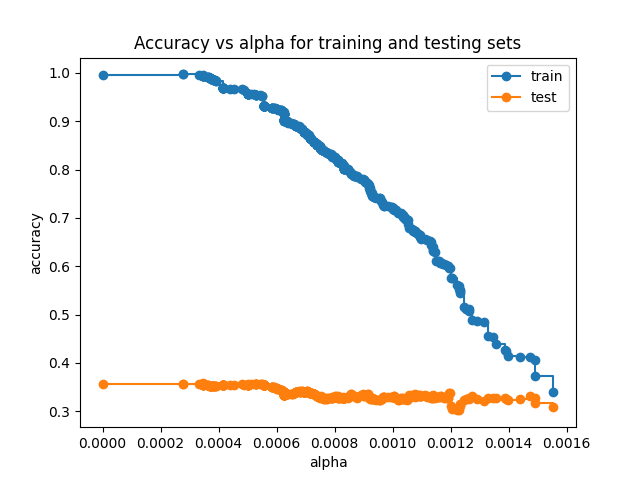 Accuracy vs alpha for training and testing sets
train
test
accuracy
1.0
0.9
0.8
0.7
0.6
0.5
0.4
0.3
0.0000 0.0002 0.0004 0.0006 0.0008 0.0010 0.0012 0.0014 0.0016
alpha